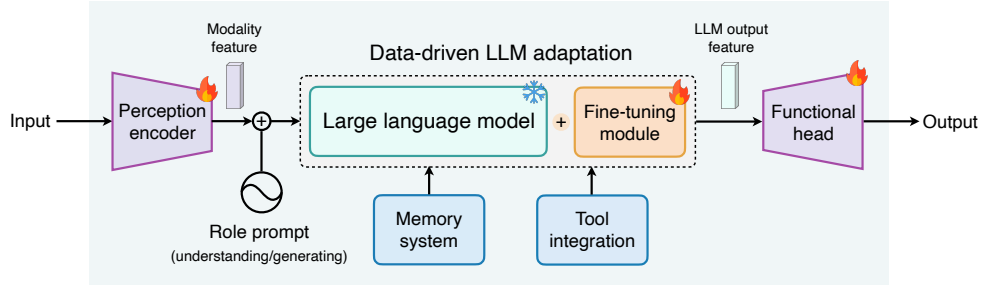 Modality
feature
Data-driven LLM adaptation
LLM output
feature
Input
Perception
encoder
Large language model
+
Fine-tuning
module
Functional
head
Output
Role prompt
(understanding/generating)
Memory
system
Tool
integration